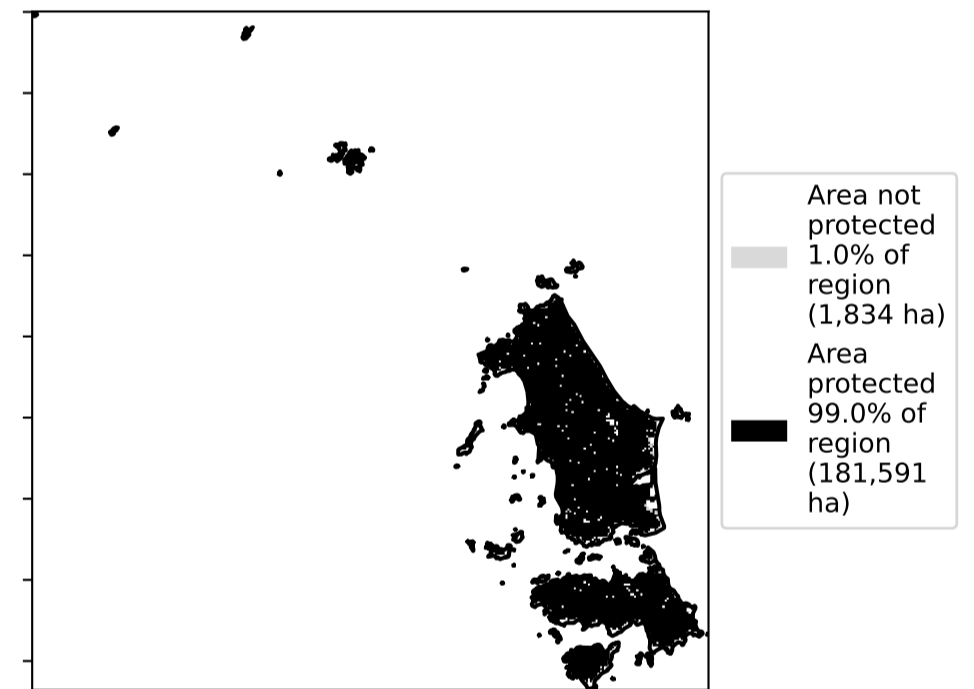 Area not
protected
1.0% of
region
(1,834 ha)
Area
protected
99.0% of
region
(181,591
ha)